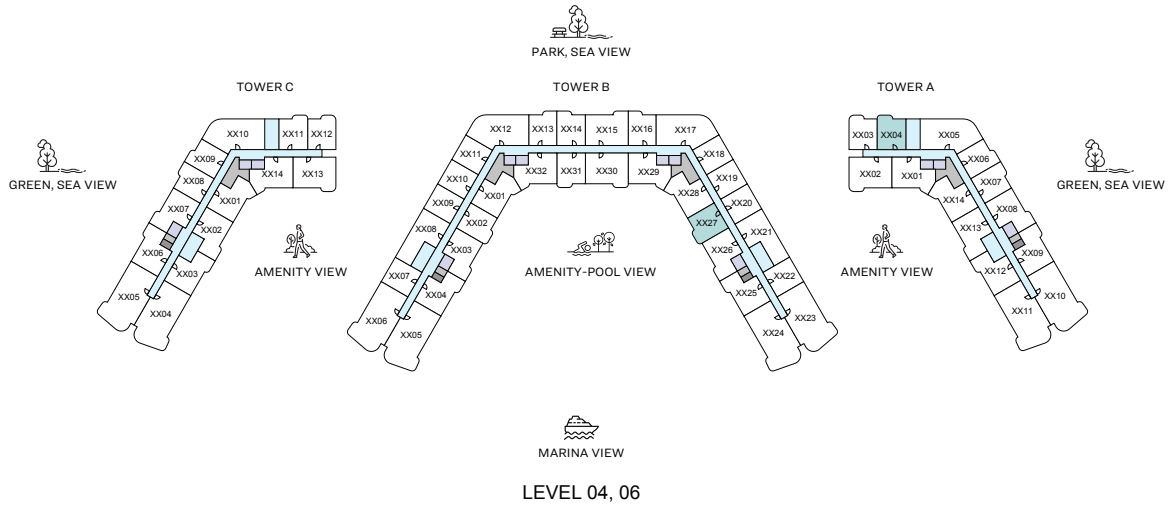 PARK, SEA VIEW
TOWER C
TOWER B
TOWER A
GREEN, SEA VIEW
GREEN, SEA VIEW
XX10
XX11
XX12
XX09
XX08
XX07
XX06
XX05
XX04
XX03
XX02
XX01
XX14
XX13
XX12
XX13
XX14
XX15
XX16
XX17
XX11
XX10
XX09
XX08
XX07
XX06
XX05
XX04
XX03
XX02
XX01
XX32
XX31
XX30
XX29
XX28
XX18
XX19
XX20
XX27
XX21
XX26
XX22
XX25
XX23
XX24
XX03
XX04
XX05
XX02
XX01
XX06
XX07
XX14
XX08
XX13
XX09
XX12
XX10
XX11
AMENITY VIEW
AMENITY-POOL VIEW
AMENITY VIEW
MARINA VIEW
LEVEL 04, 06